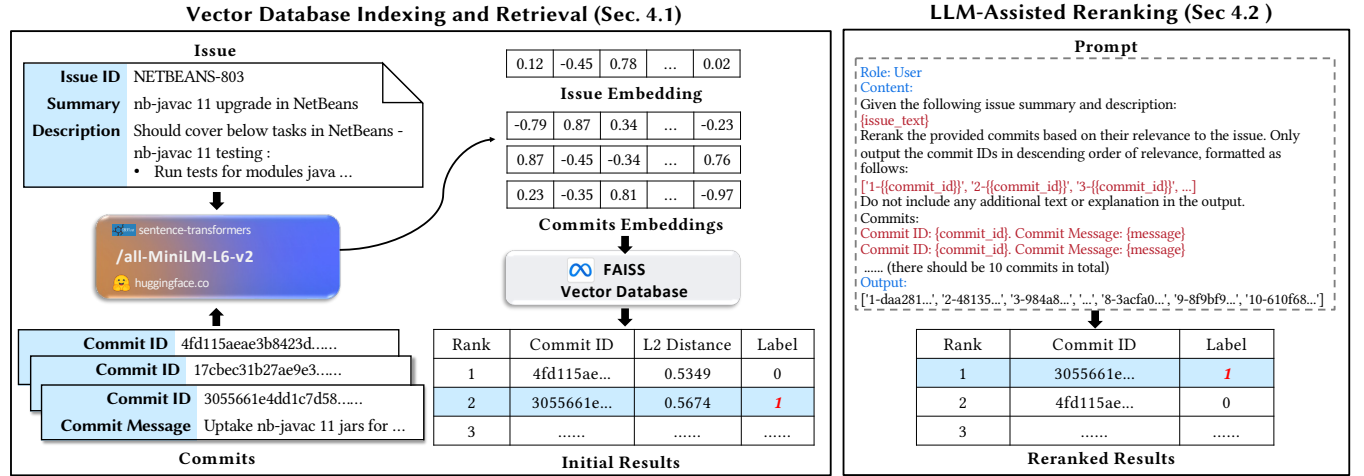 Vector Database Indexing and Retrieval (Sec. 4.1)
Issue
Issue ID NETBEANS-803
Summary nb-javac 11 upgrade in NetBeans
Description Should cover below tasks in NetBeans -
nb-javac 11 testing :
• Run tests for modules java ...
sentence-transformers
/all-MiniLM-L6-v2
huggingface.co
Commit ID 4fd115aeae3b8423d......
Commit ID 17cbec31b27ae9e3......
Commit ID 3055661e4dd1c7d58......
Commit Message Uptake nb-javac 11 jars for ...
Commits
0.12 -0.45 0.78 ... 0.02
Issue Embedding
-0.79 0.87 0.34 ... -0.23
0.87 -0.45 -0.34 ... 0.76
0.23 -0.35 0.81 ... -0.97
Commits Embeddings
FAISS
Vector Database
Rank Commit ID L2 Distance Label
1 4fd115ae... 0.5349 0
2 3055661e... 0.5674 1
3 ...... ...... ......
Initial Results
LLM-Assisted Reranking (Sec 4.2 )
Prompt
Role: User
Content:
Given the following issue summary and description:
{issue_text}
Rerank the provided commits based on their relevance to the issue. Only
output the commit IDs in descending order of relevance, formatted as
follows:
['1-{{commit_id}}', '2-{{commit_id}}', '3-{{commit_id}}', ...]
Do not include any additional text or explanation in the output.
Commits:
Commit ID: {commit_id}. Commit Message: {message}
Commit ID: {commit_id}. Commit Message: {message}
...... (there should be 10 commits in total)
Output:
['1-daa281...', '2-48135...', '3-984a8...', '...', '8-3acfa0...', '9-8f9bf9...', '10-610f68...']
Rank Commit ID Label
1 3055661e... 1
2 4fd115ae... 0
3 ...... ......
Reranked Results